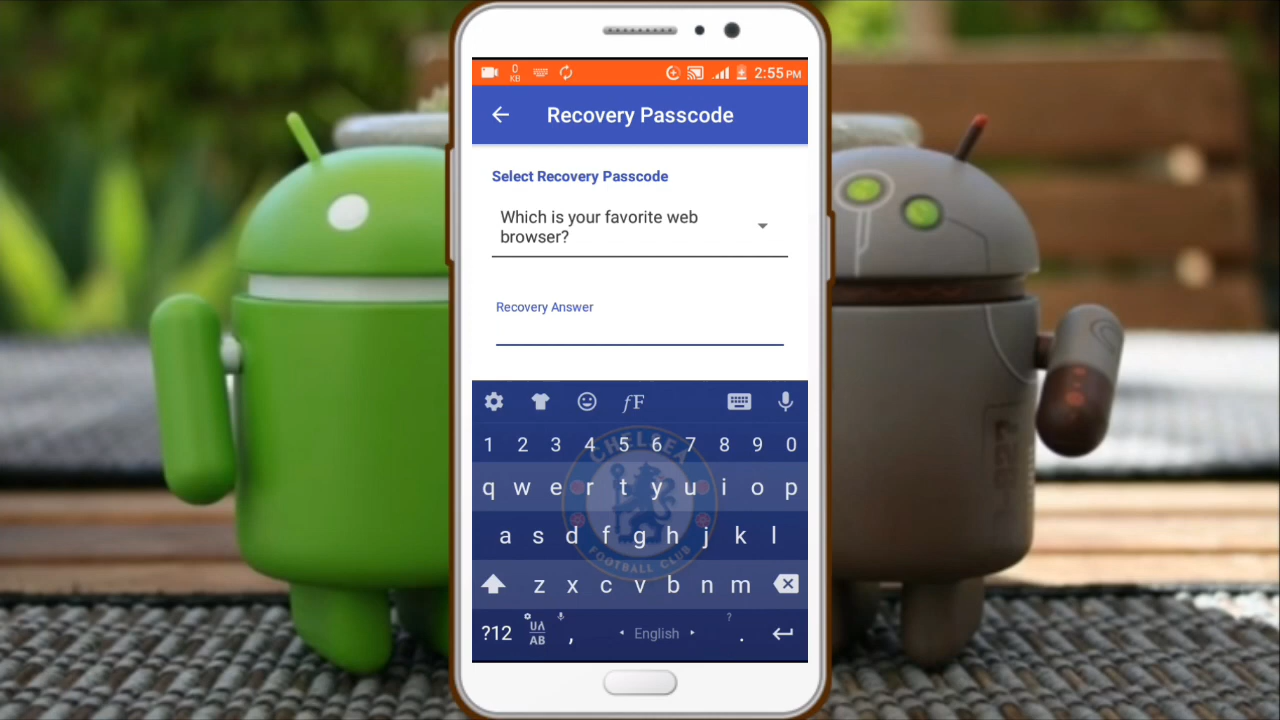 0
KB
2:55 PM
Recovery Passcode
Select Recovery Passcode
Which is your favorite web
browser?
Recovery Answer
fF
1 2 3 4 5 6 7 8 9 0
CHELSEA
q w e r t y u i o p
a s d f g h j k l
FOOTBALL CLUB
z x c v b n m
?12 UΛ , English ? .
AB